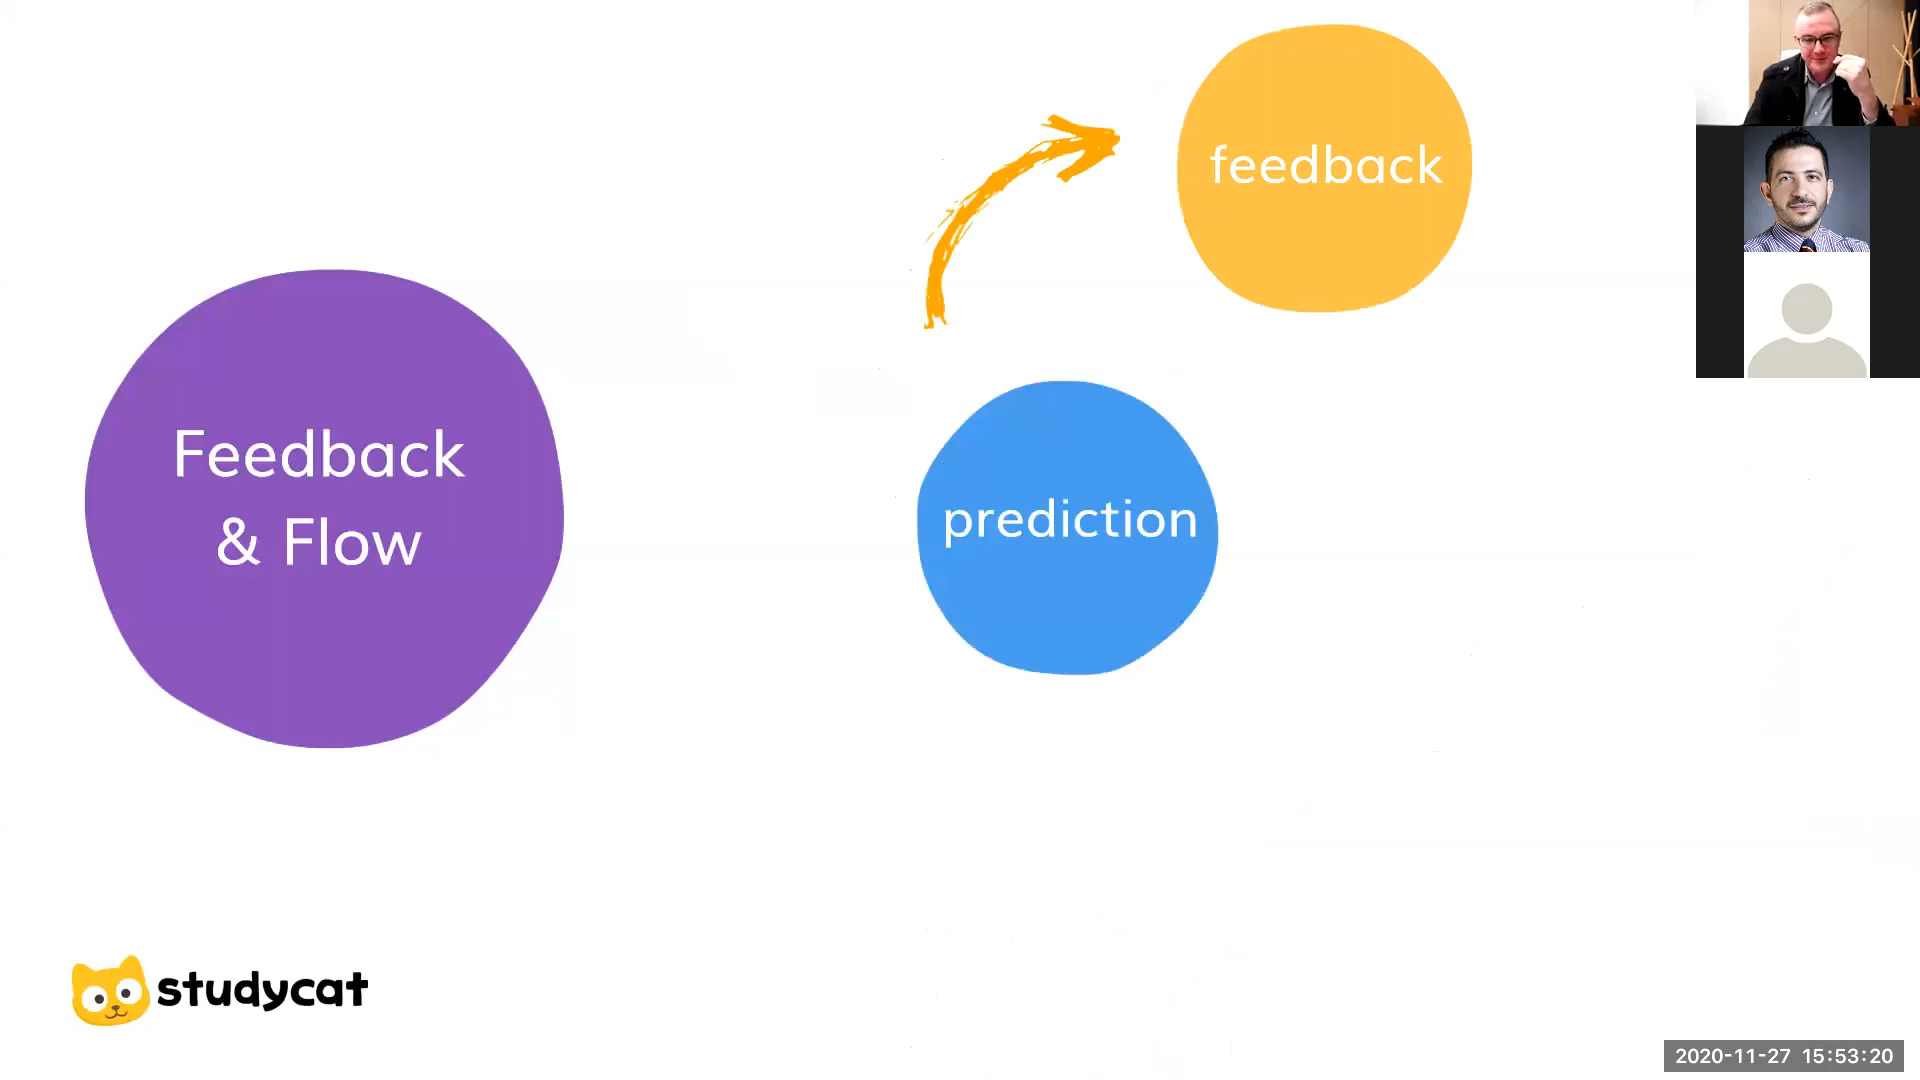 Feedback
& Flow
feedback
prediction
studycat
2020-11-27 15:53:20